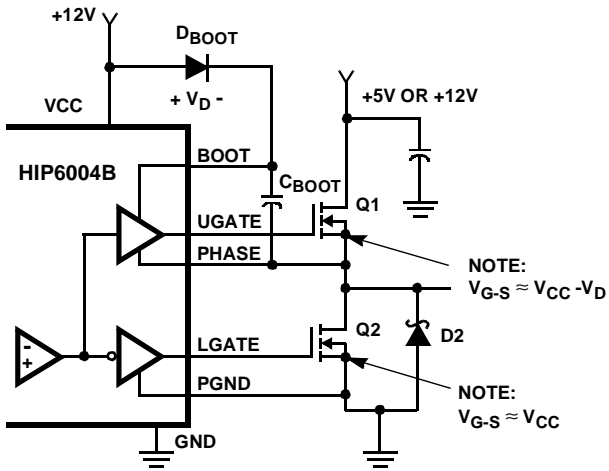 +12V
DBOOT
+ VD -
+5V OR +12V
VCC
HIP6004B
BOOT
CBOOT
UGATE
Q1
PHASE
NOTE:
VG-S ≈ VCC -VD
- +
Q2
D2
LGATE
PGND
NOTE:
VG-S ≈ VCC
GND